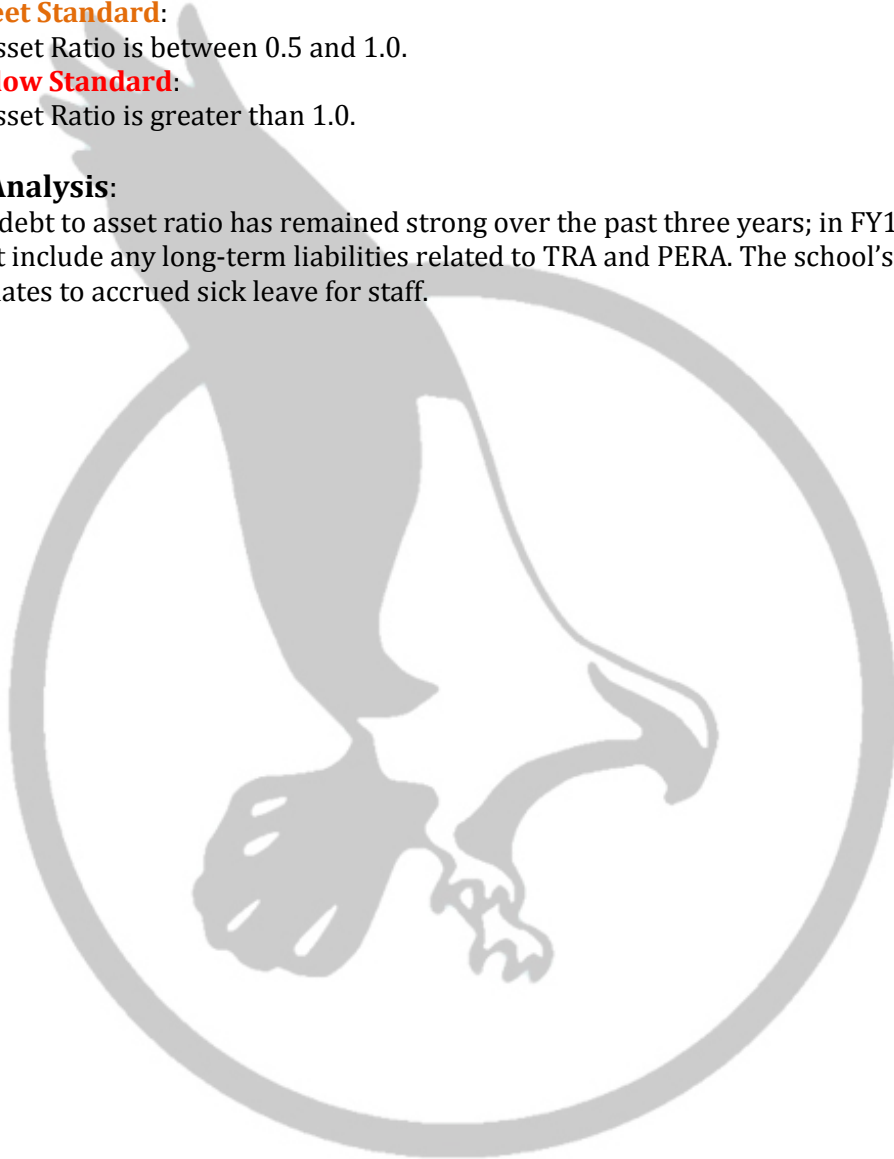 eet Standard:
sset Ratio is between 0.5 and 1.0.
low Standard:
sset Ratio is greater than 1.0.
Analysis:
debt to asset ratio has remained strong over the past three years; in FY1
t include any long-term liabilities related to TRA and PERA. The school's
ates to accrued sick leave for staff.